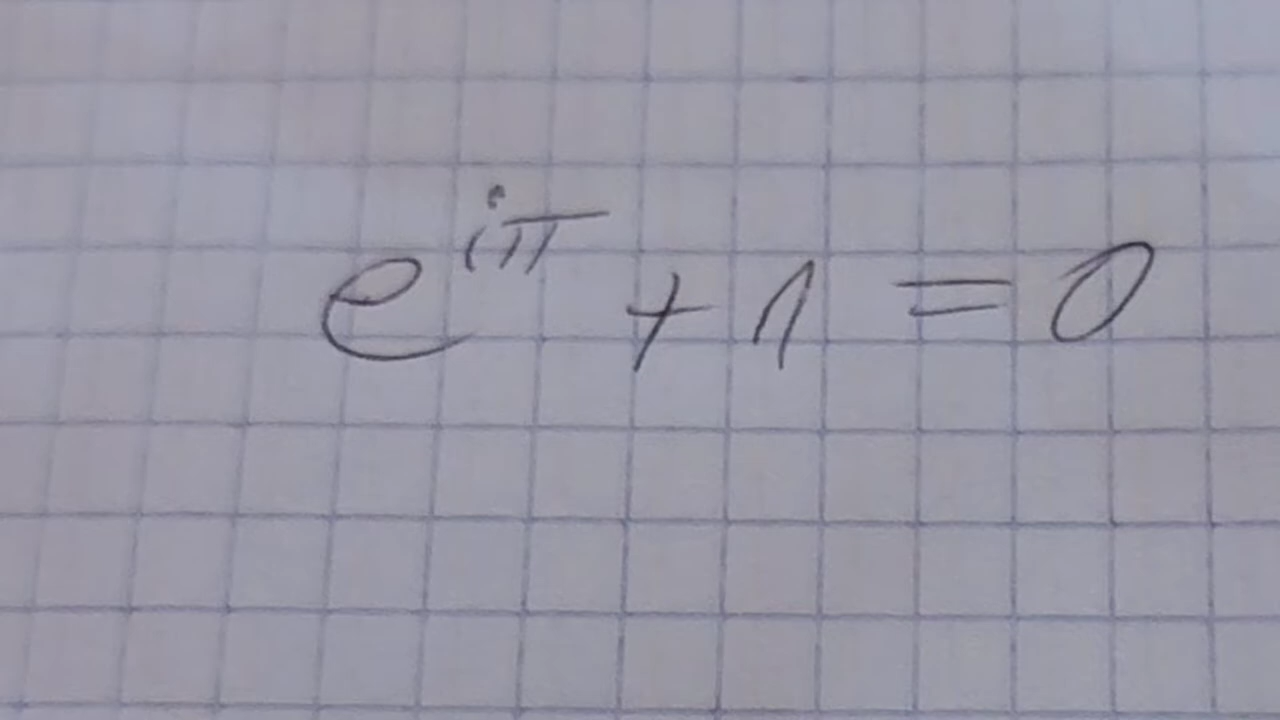 e^{iπ} + 1 = 0